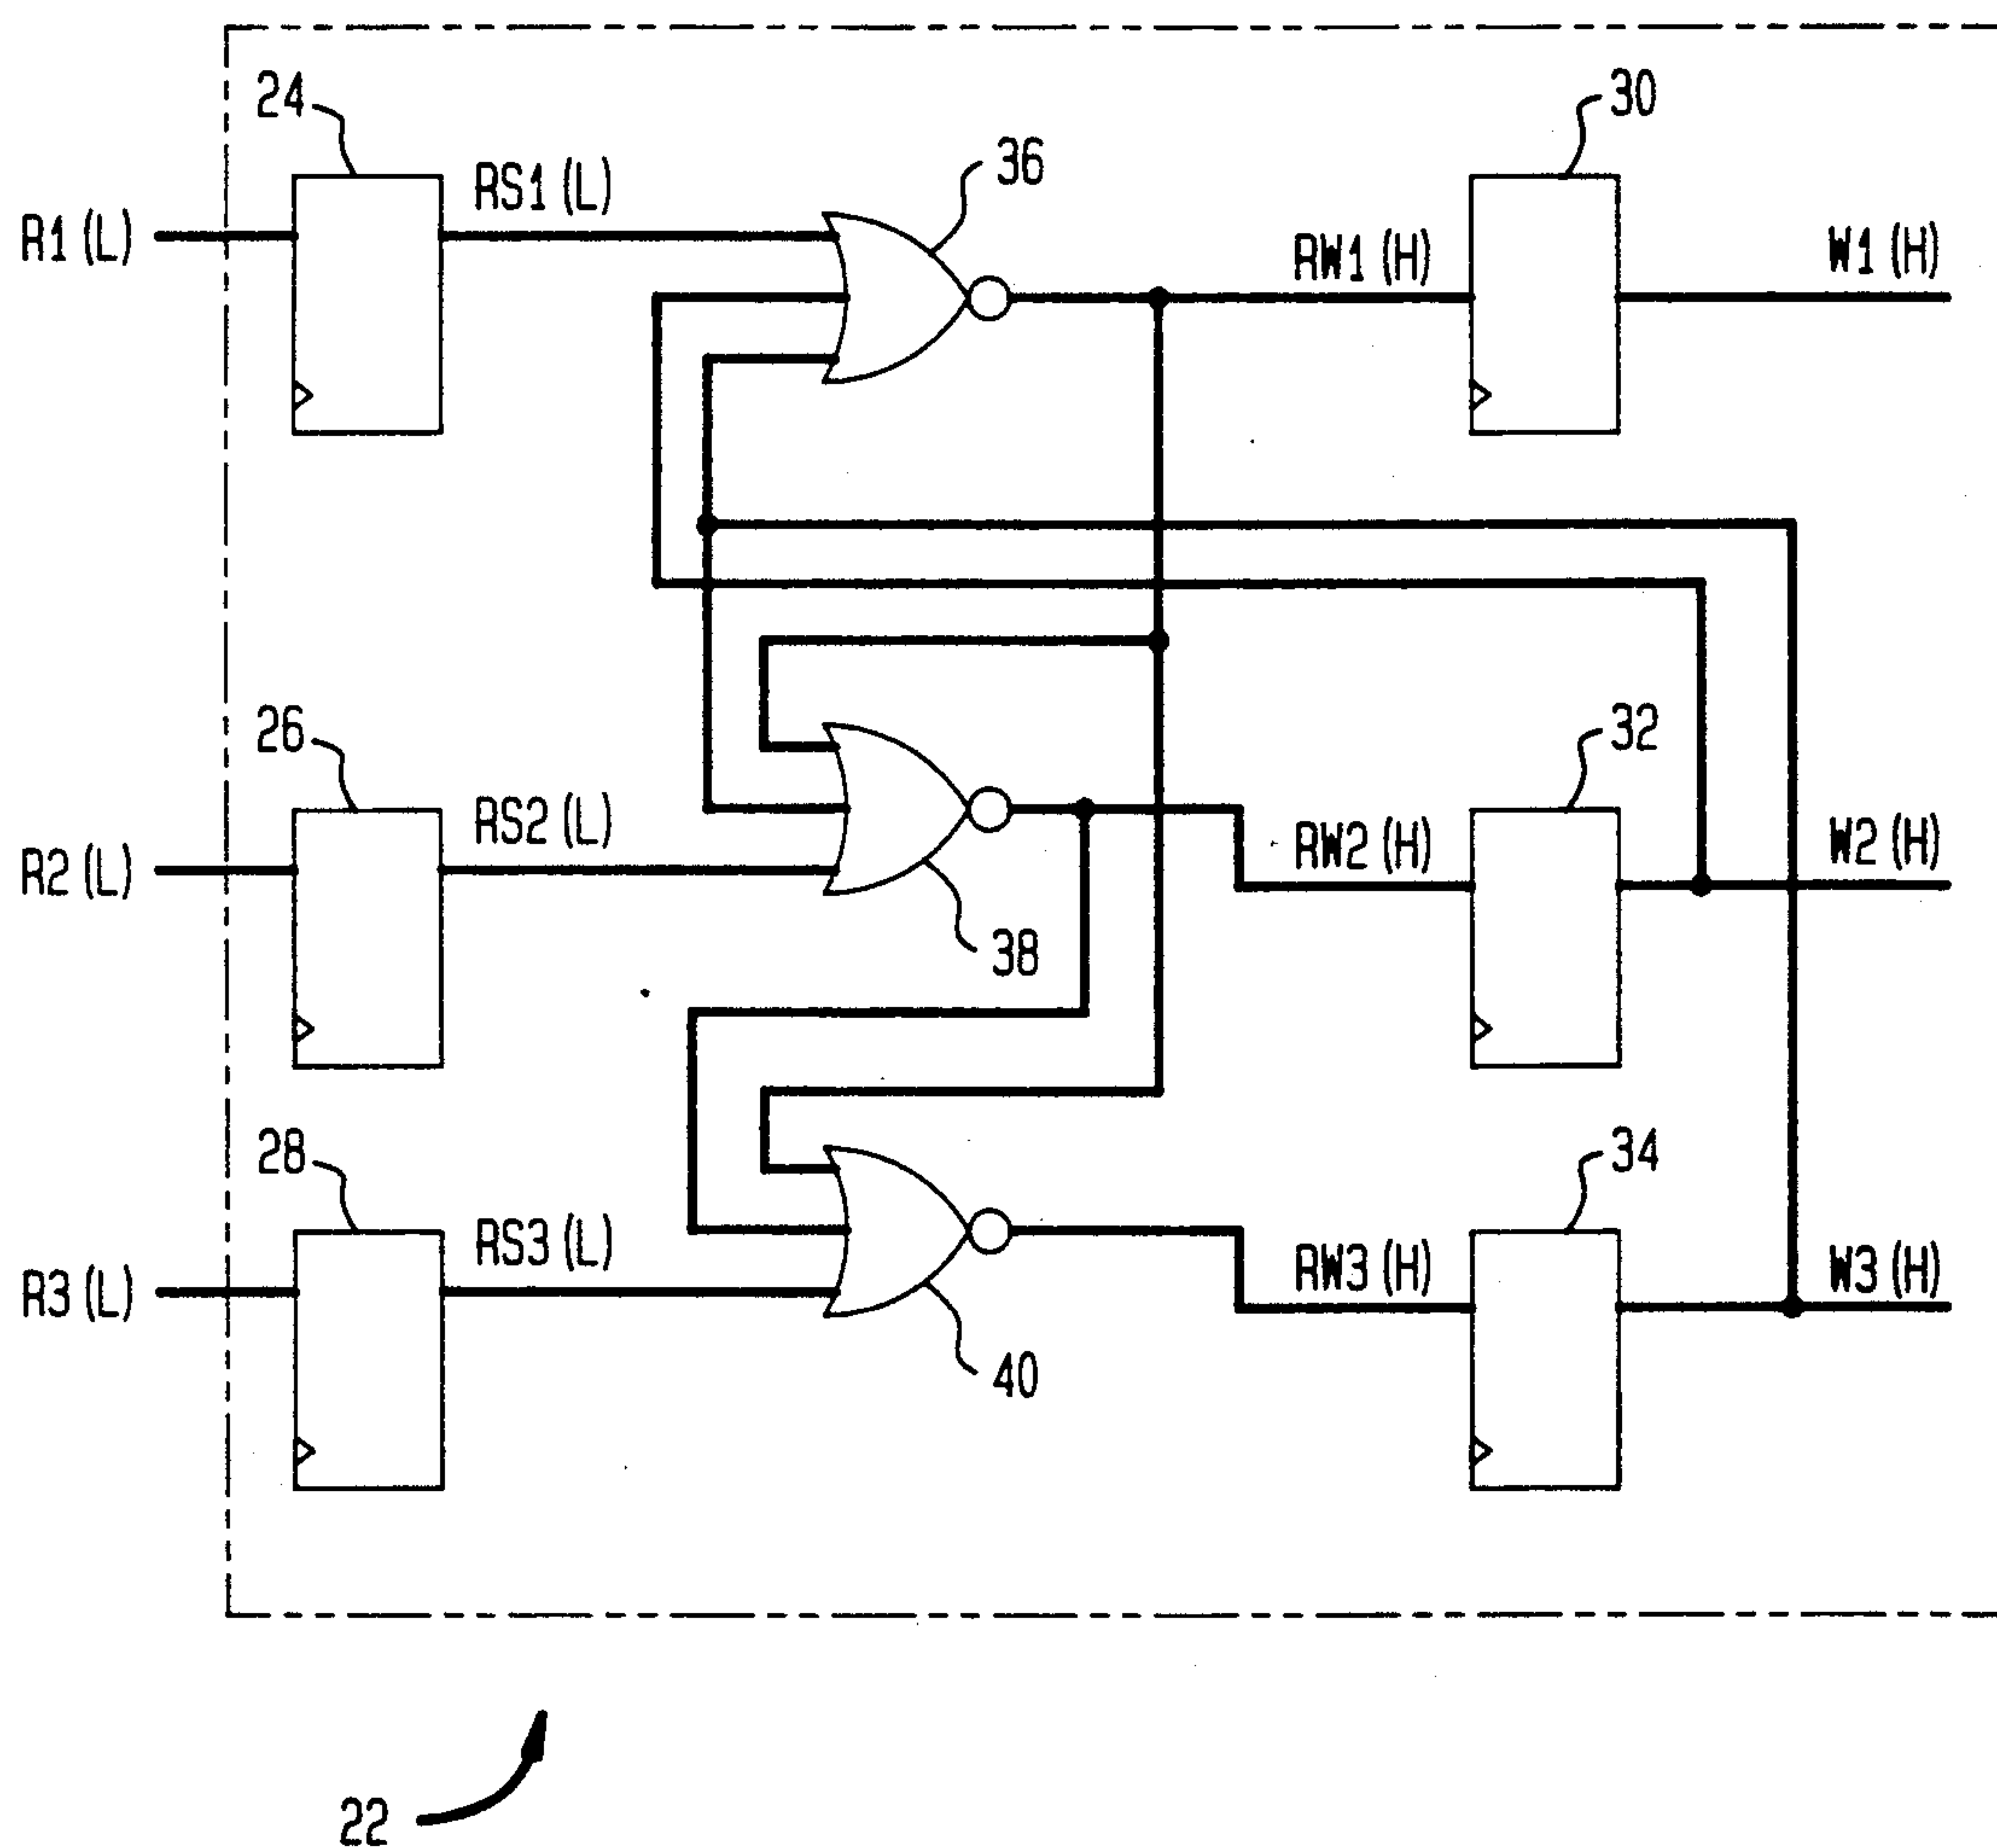 24
RS1 (L)
36
30
R1 (L)
RW1 (H)
W1 (H)
26
RS2 (L)
32
R2 (L)
RW2 (H)
W2 (H)
38
28
RS3 (L)
34
R3 (L)
RW3 (H)
W3 (H)
40
22